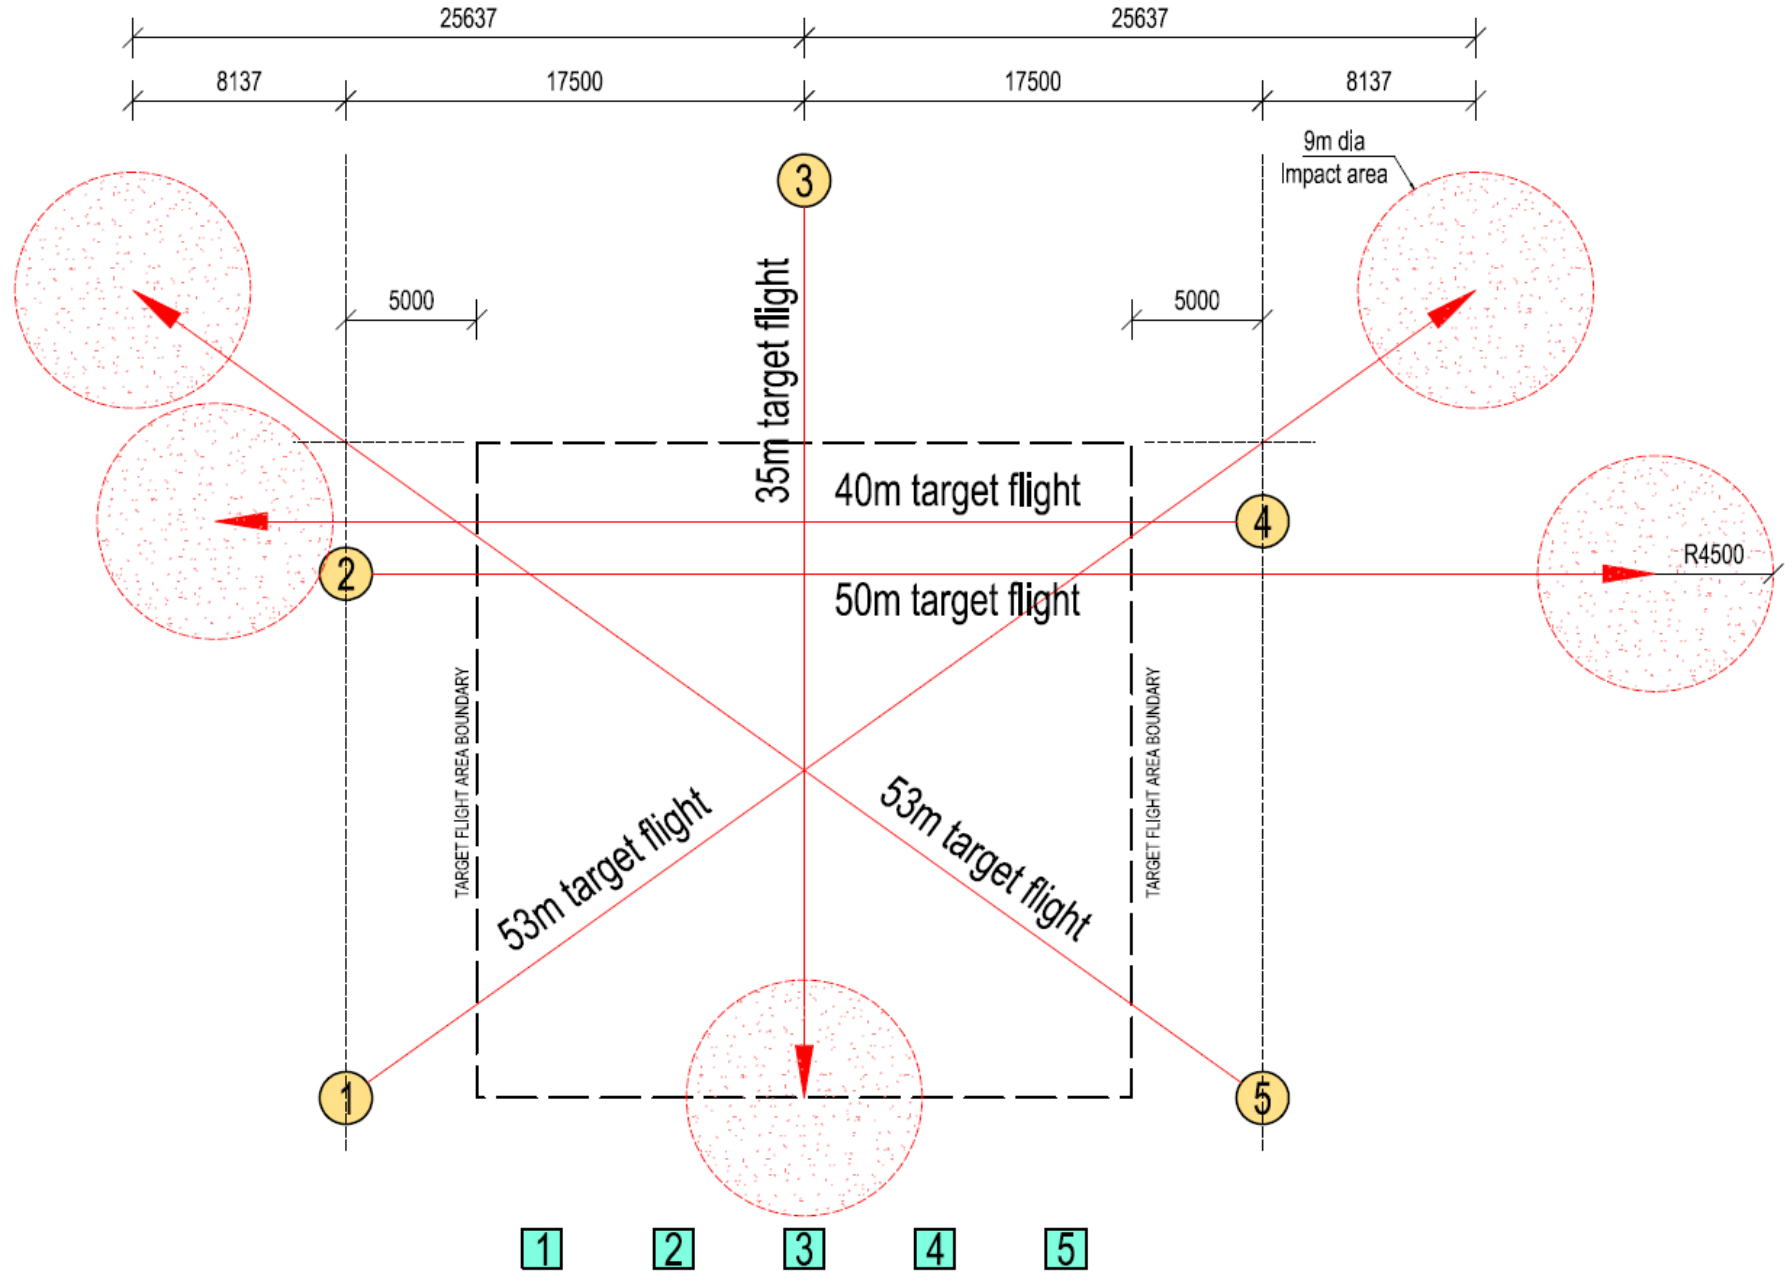 25637 25637
8137 17500 17500 8137
9m dia
Impact area
3
5000 5000
35m target flight
40m target flight
4
2
50m target flight
R4500
TARGET FLIGHT AREA BOUNDARY
TARGET FLIGHT AREA BOUNDARY
53m target flight
53m target flight
1
5
1 2 3 4 5